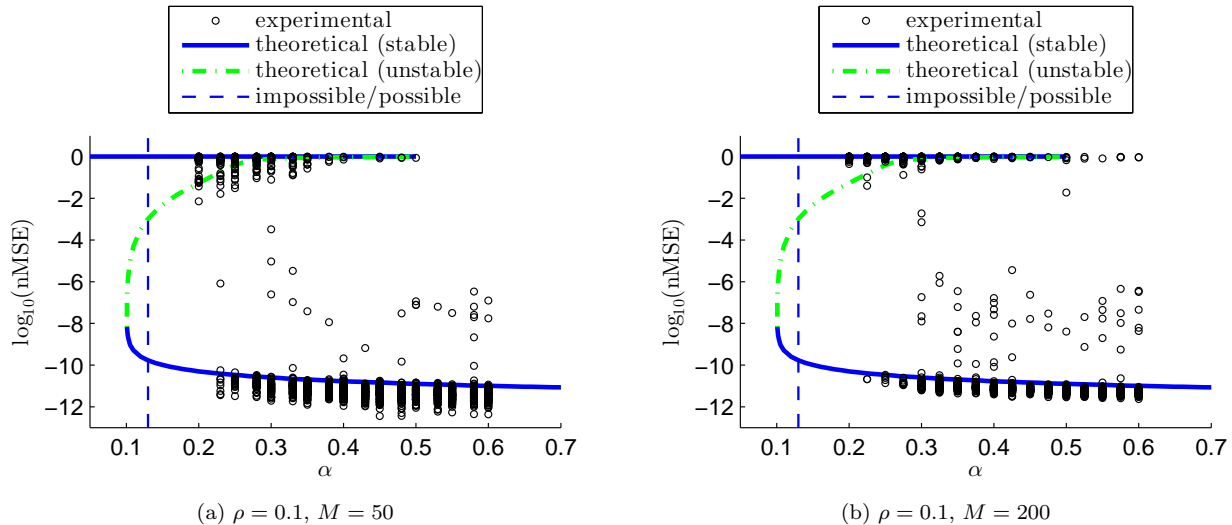 experimental
theoretical (stable)
theoretical (unstable)
impossible/possible
0
−2
−4
−6
−8
−10
−12
log10(nMSE)
0.1 0.2 0.3 0.4 0.5 0.6 0.7
α
(a) ρ = 0.1, M = 50
experimental
theoretical (stable)
theoretical (unstable)
impossible/possible
0
−2
−4
−6
−8
−10
−12
log10(nMSE)
0.1 0.2 0.3 0.4 0.5 0.6 0.7
α
(b) ρ = 0.1, M = 200